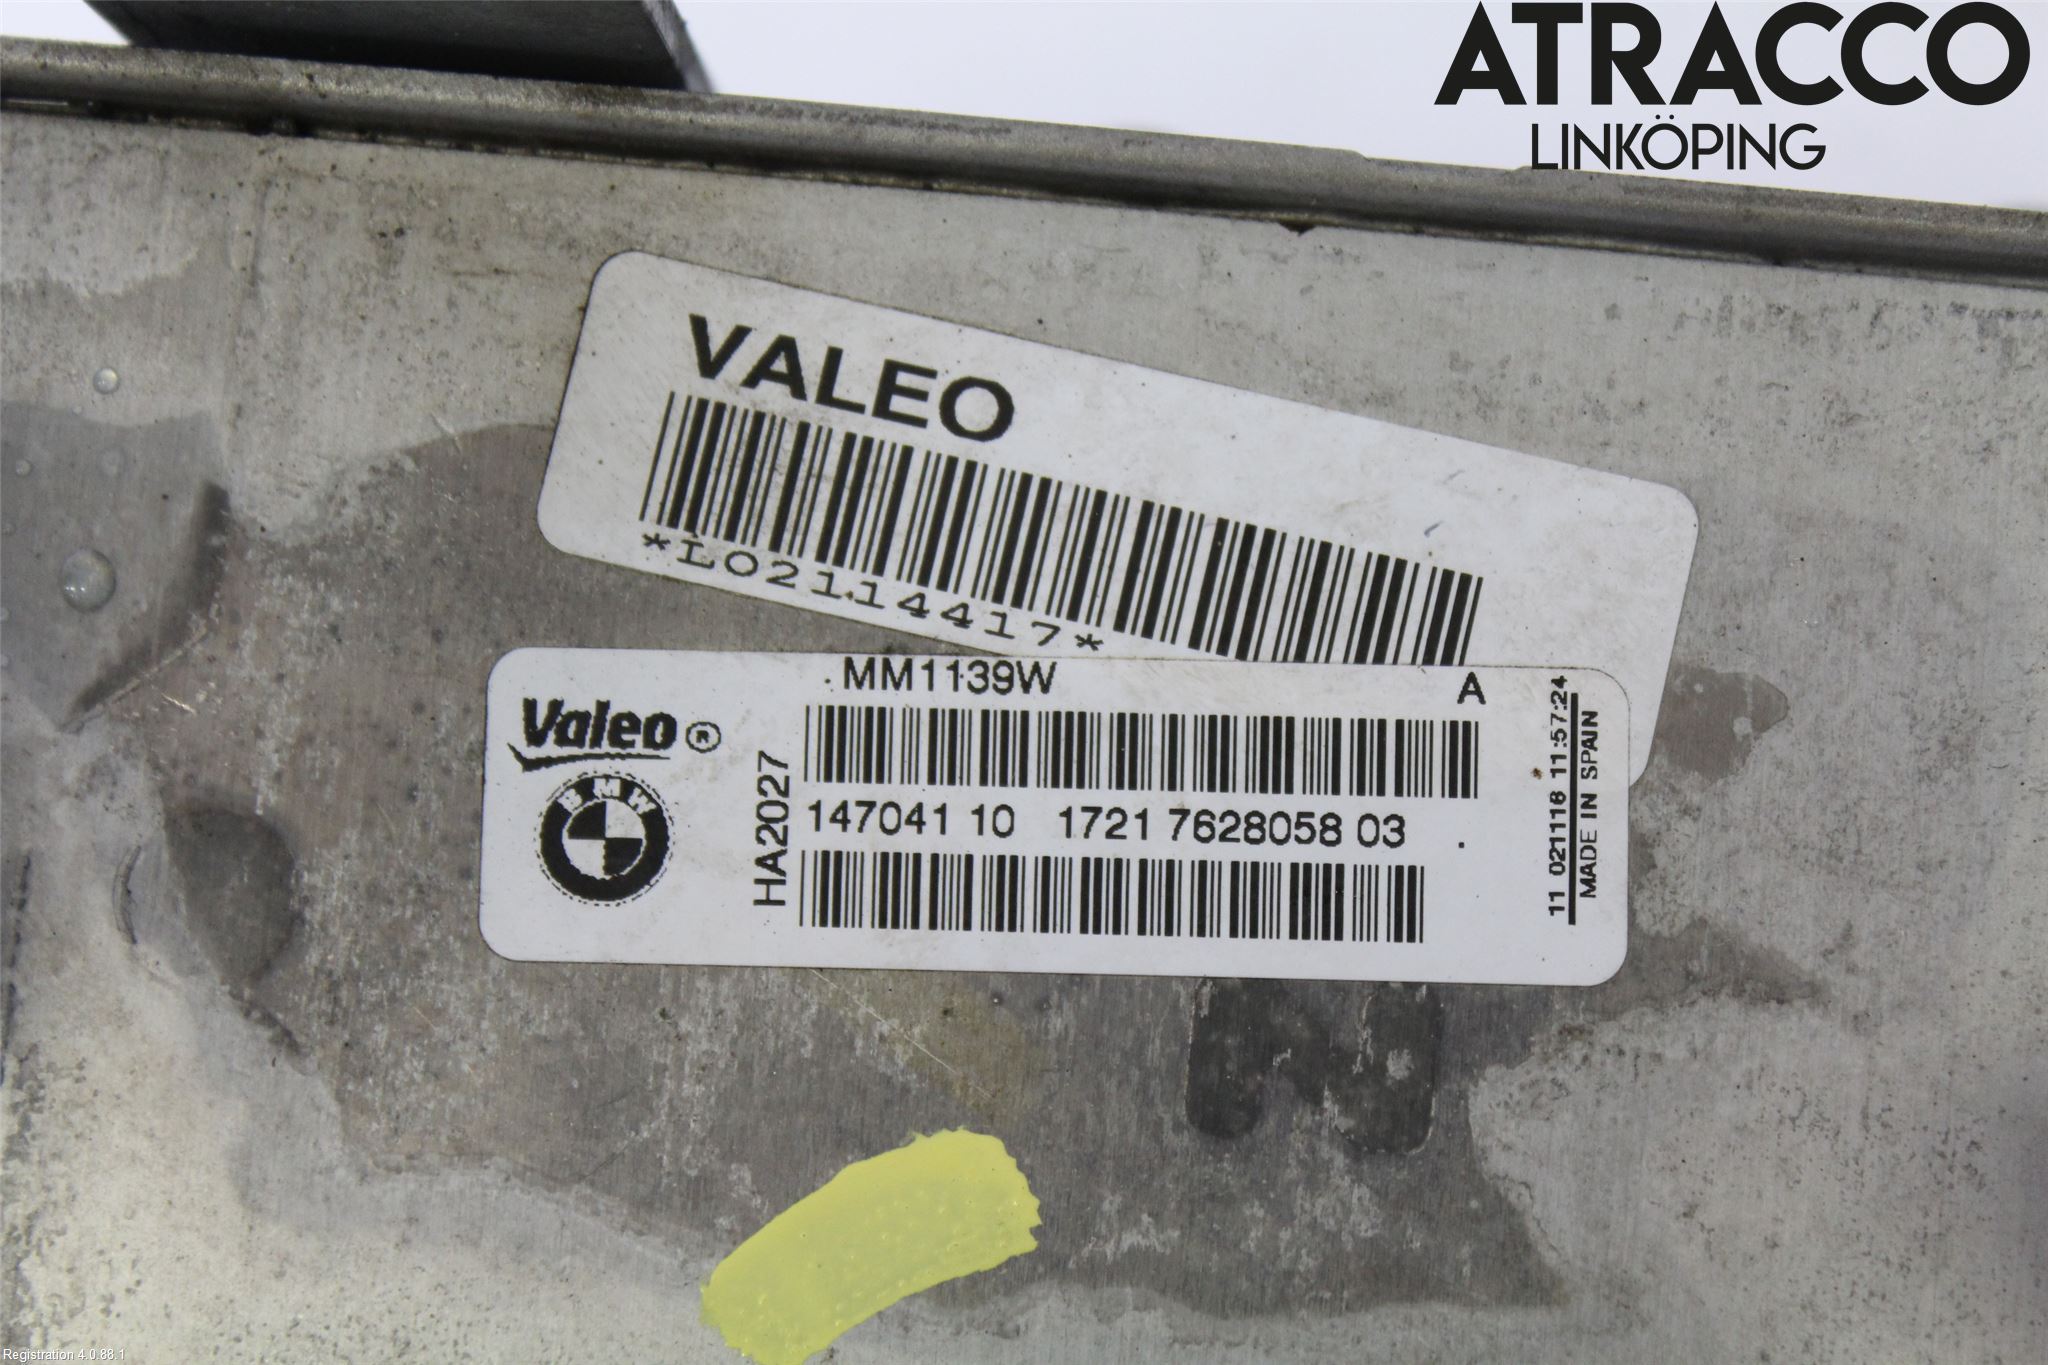 ATRACCO
LINKÖPING
VALEO
*L02114417*
.MM1139W
A
Valeo®
BMW
HA2027
147041 10 1721 7628058 03 .
11 021118 11:57:24
MADE IN SPAIN
Registration 4.0.88.1